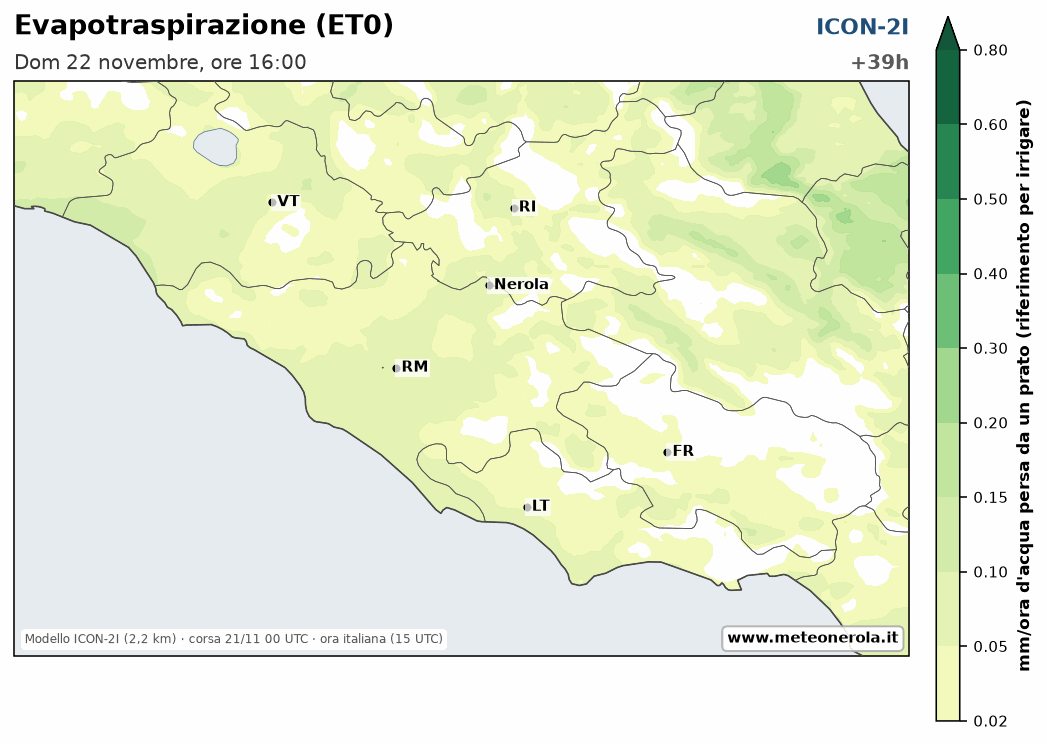 Evapotraspirazione (ET0)
ICON-2I
Dom 22 novembre, ore 16:00
+39h
VT
RI
Nerola
RM
FR
LT
Modello ICON-2I (2,2 km) · corsa 21/11 00 UTC · ora italiana (15 UTC)
www.meteonerola.it
0.80
0.60
0.50
0.40
0.30
0.20
0.15
0.10
0.05
0.02
mm/ora d'acqua persa da un prato (riferimento per irrigare)